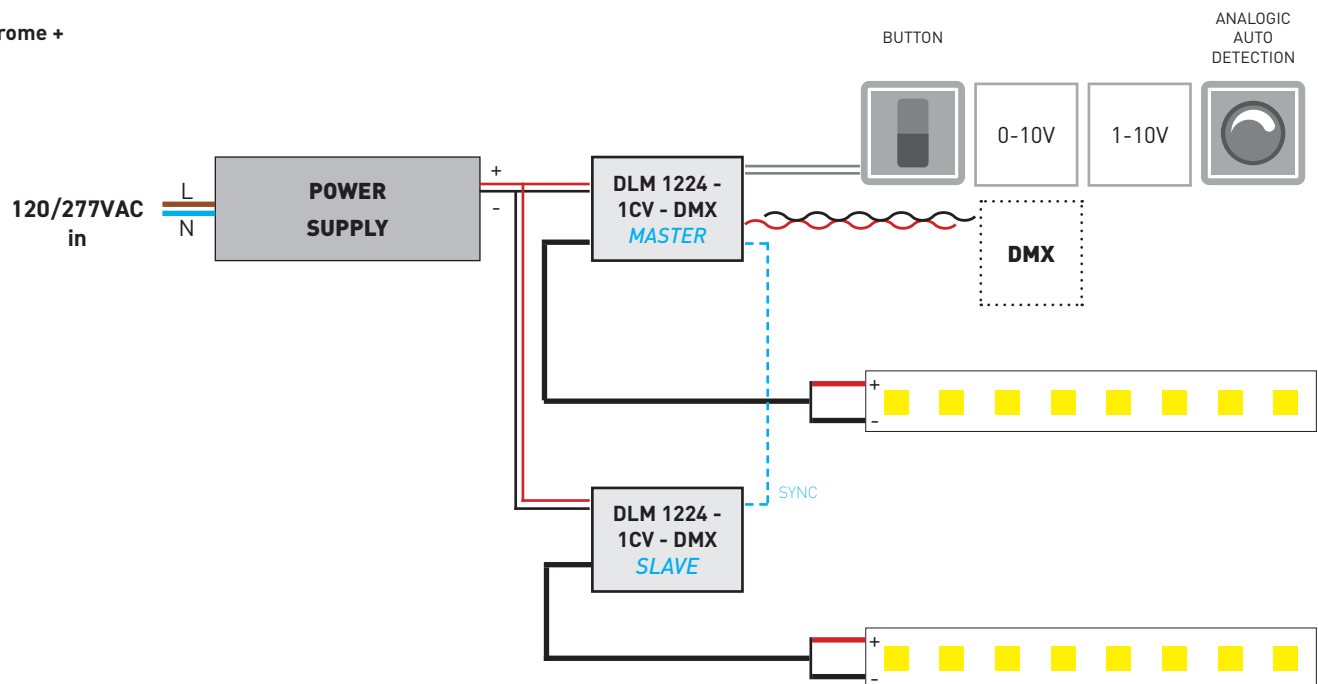 rome +
BUTTON
ANALOGIC
AUTO
DETECTION
0-10V
1-10V
120/277VAC
in
L
N
POWER
SUPPLY
+
-
DLM 1224 -
1CV - DMX
MASTER
DMX
+
-
SYNC
DLM 1224 -
1CV - DMX
SLAVE
+
-